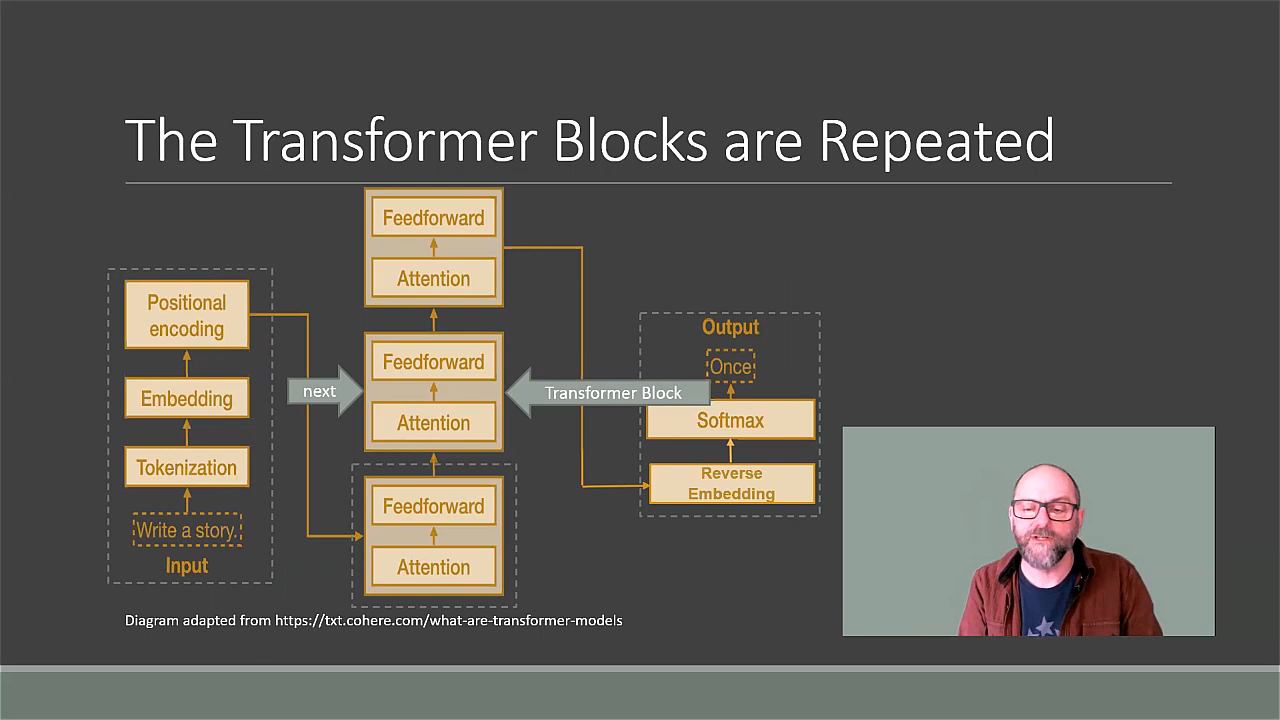 The Transformer Blocks are Repeated
Positional
encoding
Embedding
Tokenization
Write a story.
Input
next
Feedforward
Attention
Feedforward
Attention
Feedforward
Attention
Transformer Block
Output
Once
Softmax
Reverse
Embedding
Diagram adapted from https://txt.cohere.com/what-are-transformer-models